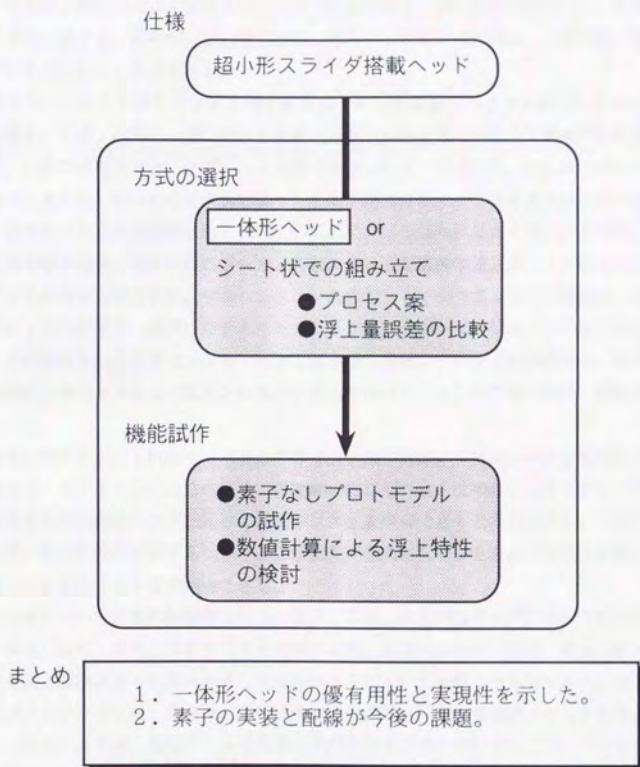 仕様
超小形スライダ搭載ヘッド
方式の選択
一体形ヘッド or
シート状での組み立て
●プロセス案
●浮上量誤差の比較
機能試作
●素子なしプロトモデル
の試作
●数値計算による浮上特性
の検討
まとめ
1. 一体形ヘッドの優有用性と実現性を示した。
2. 素子の実装と配線が今後の課題。